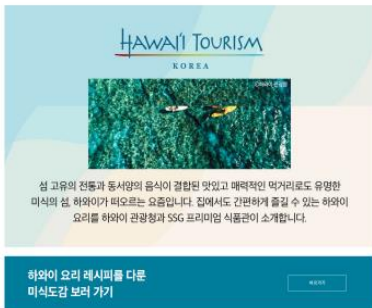 HAWAI'I TOURISM
KOREA
섬 고유의 전통과 동서양의 음식이 결합된 맛있고 매력적인 먹거리로도 유명한
미식의 섬, 하와이가 떠오르는 요즘입니다. 집에서도 간편하게 즐길 수 있는 하와이
요리를 하와이 관광청과 SSG 프리미엄 식품관이 소개합니다.
하와이 요리 레시피를 다룬
미식도감 보러 가기